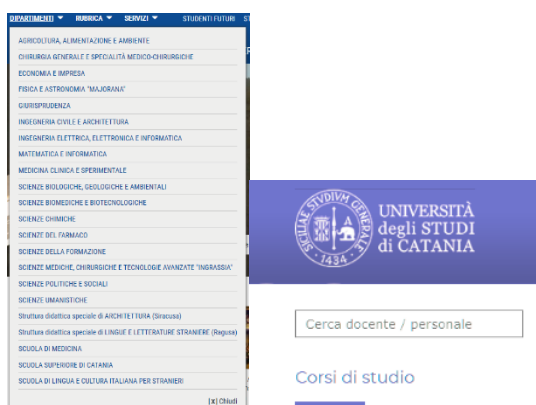 DIPARTIMENTI RUBRICA SERVIZI STUDENTI FUTURI
AGRICOLTURA, ALIMENTAZIONE E AMBIENTE
CHIRURGIA GENERALE E SPECIALITÀ MEDICO-CHIRURGICHE
ECONOMIA E IMPRESA
FISICA E ASTRONOMIA "MAJORANA"
GIURISPRUDENZA
INGEGNERIA CIVILE E ARCHITETTURA
INGEGNERIA ELETTRICA, ELETTRONICA E INFORMATICA
MATEMATICA E INFORMATICA
MEDICINA CLINICA E SPERIMENTALE
SCIENZE BIOLOGICHE, GEOLOGICHE E AMBIENTALI
SCIENZE BIOMEDICHE E BIOTECNOLOGICHE
SCIENZE CHIMICHE
SCIENZE DEL FARMACO
SCIENZE DELLA FORMAZIONE
SCIENZE MEDICHE, CHIRURGICHE E TECNOLOGIE AVANZATE "INGRASSIA"
SCIENZE POLITICHE E SOCIALI
SCIENZE UMANISTICHE
Struttura didattica speciale di ARCHITETTURA (Siracusa)
Struttura didattica speciale di LINGUE E LETTERATURE STRANIERE (Ragusa)
SCUOLA DI MEDICINA
SCUOLA SUPERIORE DI CATANIA
SCUOLA DI LINGUA E CULTURA ITALIANA PER STRANIERI
[x] Chiudi
SICILIAE STVDIVM GENERALE
1434
UNIVERSITÀ
degli STUDI
di CATANIA
Cerca docente / personale
Corsi di studio